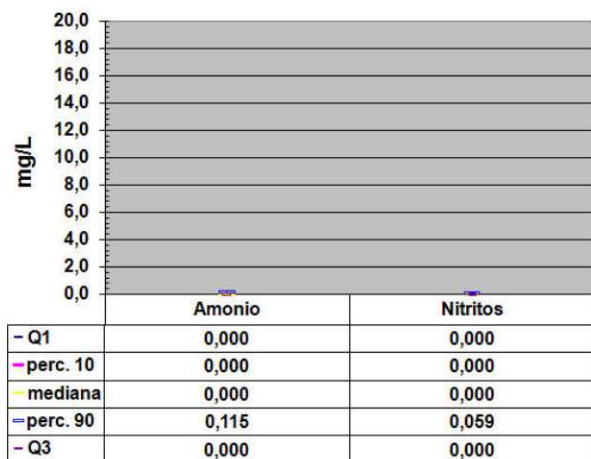 mg/L
20,0
18,0
16,0
14,0
12,0
10,0
8,0
6,0
4,0
2,0
0,0
Amonio Nitritos
Q1 0,000 0,000
perc. 10 0,000 0,000
mediana 0,000 0,000
perc. 90 0,115 0,059
Q3 0,000 0,000